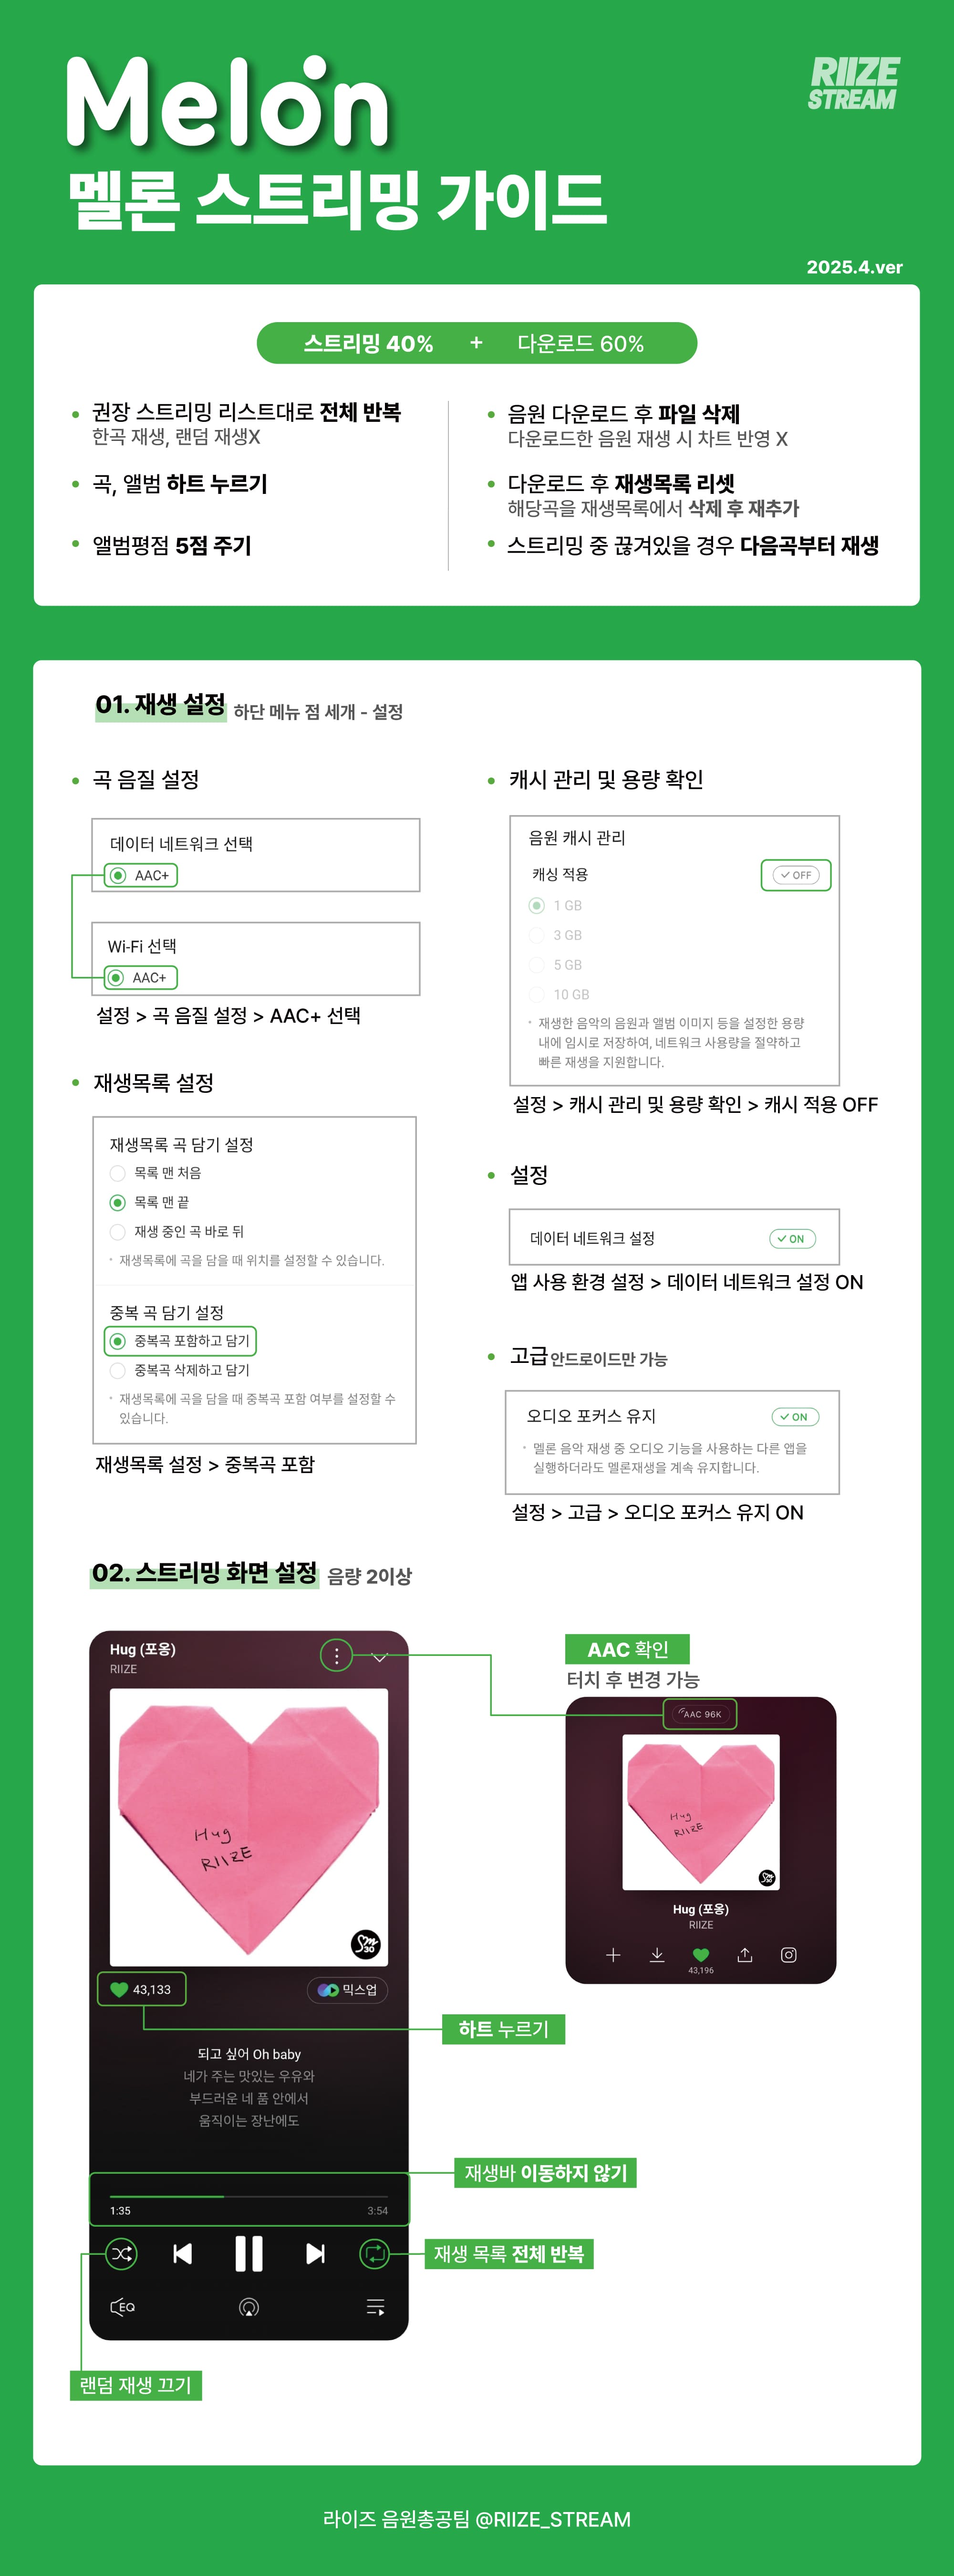 Melon
RIIZE
STREAM
멜론 스트리밍 가이드
2025.4.ver
스트리밍 40% + 다운로드 60%
권장 스트리밍 리스트대로 전체 반복
한곡 재생, 랜덤 재생X
곡, 앨범 하트 누르기
앨범평점 5점 주기
음원 다운로드 후 파일 삭제
다운로드한 음원 재생 시 차트 반영 X
다운로드 후 재생목록 리셋
해당곡을 재생목록에서 삭제 후 재추가
스트리밍 중 끊겨있을 경우 다음곡부터 재생
01. 재생 설정 하단 메뉴 점 세개 - 설정
곡 음질 설정
데이터 네트워크 선택
AAC+
Wi-Fi 선택
AAC+
설정 > 곡 음질 설정 > AAC+ 선택
재생목록 설정
재생목록 곡 담기 설정
목록 맨 처음
목록 맨 끝
재생 중인 곡 바로 뒤
재생목록에 곡을 담을 때 위치를 설정할 수 있습니다.
중복 곡 담기 설정
중복곡 포함하고 담기
중복곡 삭제하고 담기
재생목록에 곡을 담을 때 중복곡 포함 여부를 설정할 수
있습니다.
재생목록 설정 > 중복곡 포함
캐시 관리 및 용량 확인
음원 캐시 관리
캐싱 적용
OFF
1 GB
3 GB
5 GB
10 GB
재생한 음악의 음원과 앨범 이미지 등을 설정한 용량
내에 임시로 저장하여, 네트워크 사용량을 절약하고
빠른 재생을 지원합니다.
설정 > 캐시 관리 및 용량 확인 > 캐시 적용 OFF
설정
데이터 네트워크 설정
ON
앱 사용 환경 설정 > 데이터 네트워크 설정 ON
고급 안드로이드만 가능
오디오 포커스 유지
ON
멜론 음악 재생 중 오디오 기능을 사용하는 다른 앱을
실행하더라도 멜론재생을 계속 유지합니다.
설정 > 고급 > 오디오 포커스 유지 ON
02. 스트리밍 화면 설정 음량 2이상
Hug (포옹)
RIIZE
Hug
RIIZE
Sm
30
43,133
믹스업
되고 싶어 Oh baby
네가 주는 맛있는 우유와
부드러운 네 품 안에서
움직이는 장난에도
1:35
3:54
EQ
랜덤 재생 끄기
AAC 확인
터치 후 변경 가능
AAC 96K
Hug
RIIZE
Sm
30
Hug (포옹)
RIIZE
43,196
하트 누르기
재생바 이동하지 않기
재생 목록 전체 반복
라이즈 음원총공팀 @RIIZE_STREAM